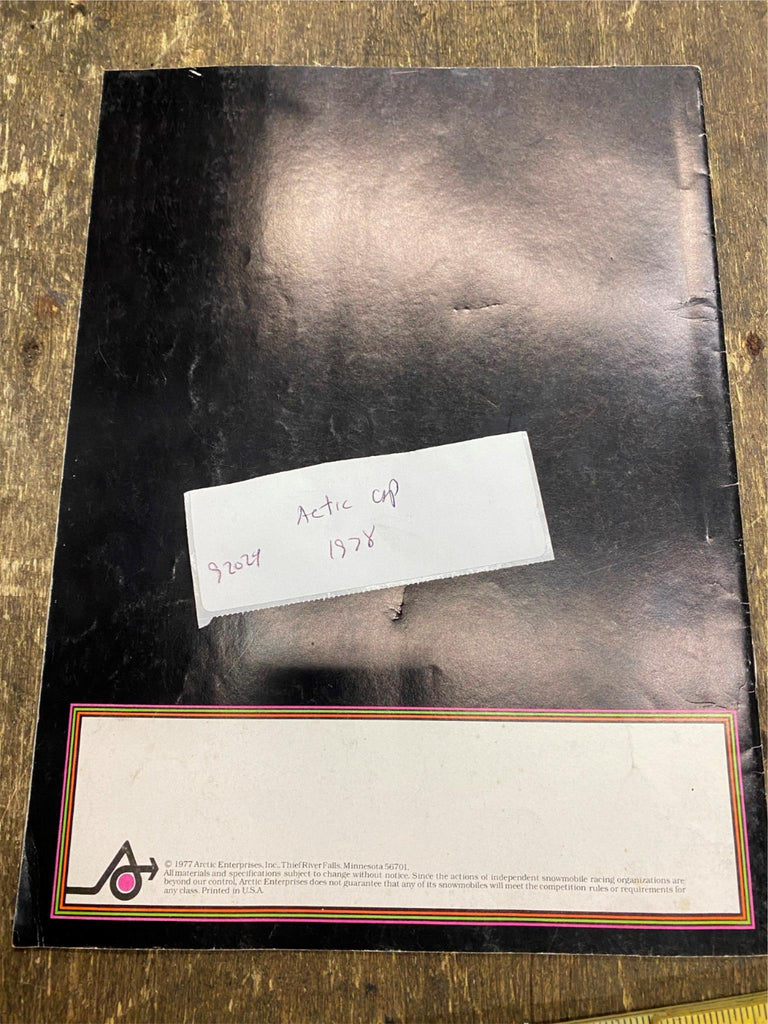 Actic cap
92024 1978
© 1977 Arctic Enterprises, Inc., Thief River Falls, Minnesota 56701.
All materials and specifications subject to change without notice. Since the actions of independent snowmobile racing organizations are
beyond our control, Arctic Enterprises does not guarantee that any of its snowmobiles will meet the competition rules or requirements for
any class. Printed in U.S.A.